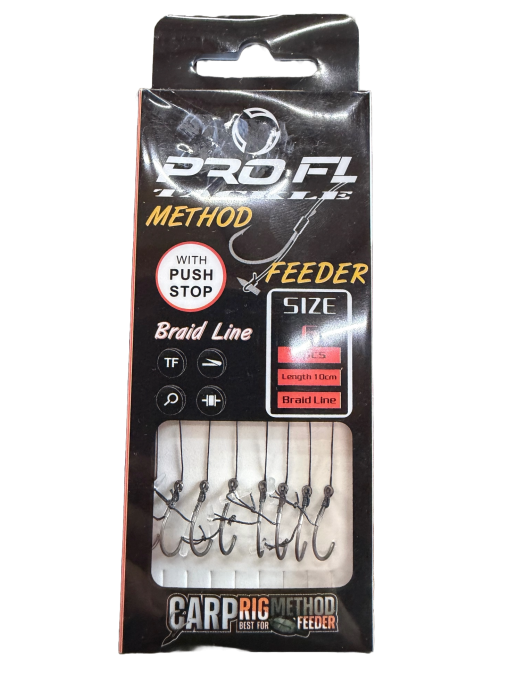 PRO FL
TACKLE
METHOD
FEEDER
WITH
PUSH
STOP
SIZE
Braid Line
TF
Length 10cm
Braid Line
CARP RIG METHOD
BEST FOR FEEDER